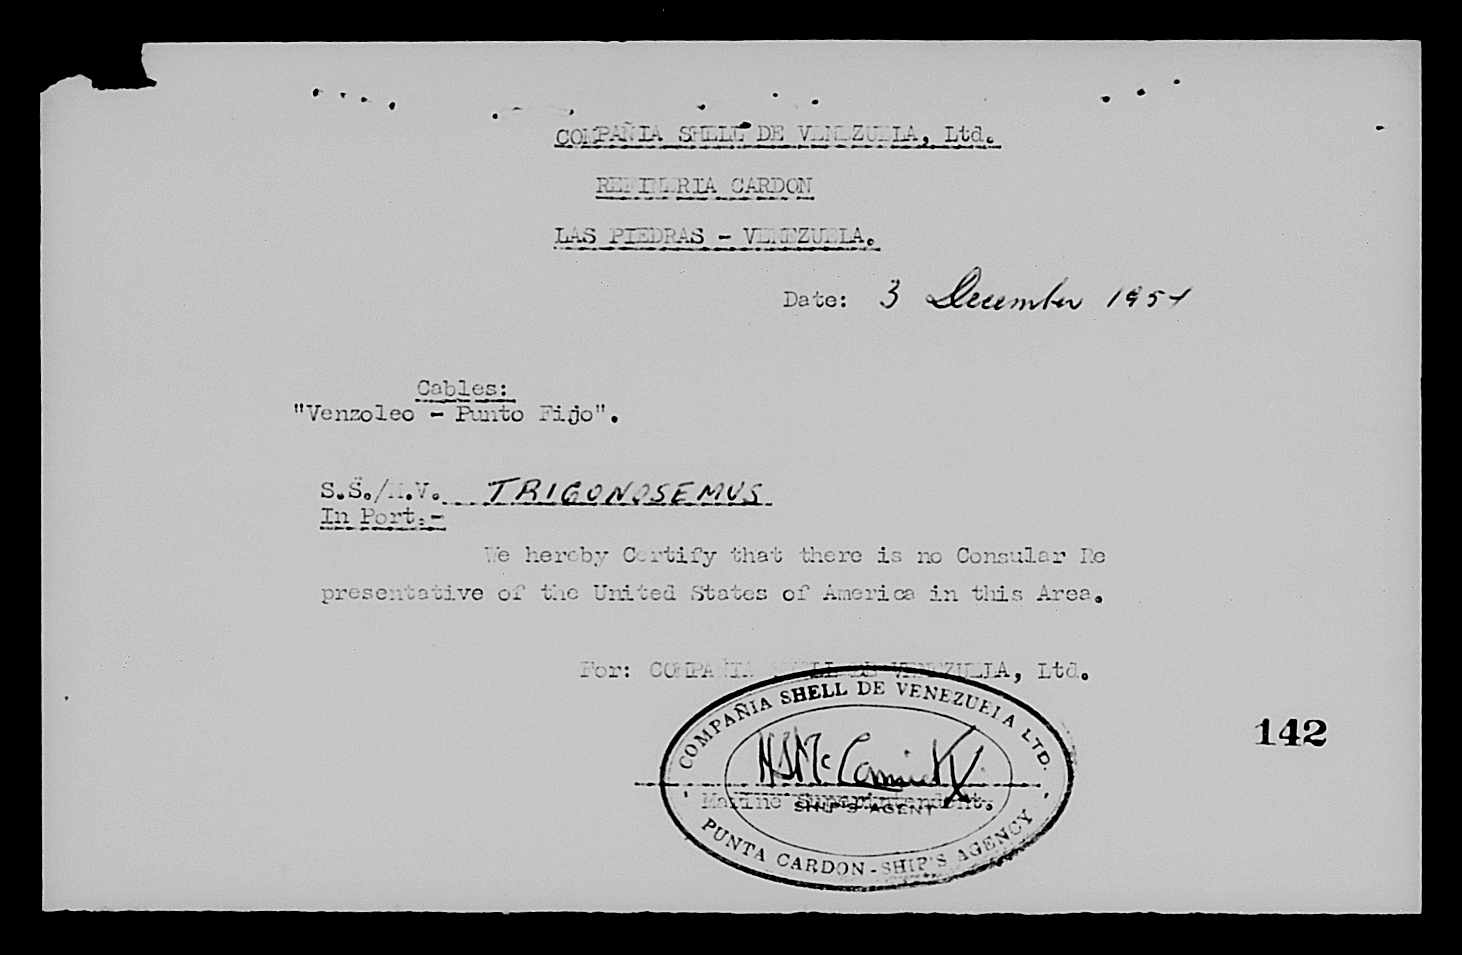 COMPAÑIA SHELL DE VENEZUELA, Ltd.
REFINERIA CARDON
LAS PIEDRAS - VENEZUELA.
Date: 3 December 1954
Cables:
"Venzoleo - Punto Fijo".
S.S./M.V. TRIGONOSEMUS
In Port.-
We hereby Certify that there is no Consular Re
presentative of the United States of America in this Area.
For: COMPAÑIA SHELL DE VENEZUELA, Ltd.
COMPAÑIA SHELL DE VENEZUELA LTD.
McCormick
142
Marine Superintendent.
SHIP'S AGENT
PUNTA CARDON - SHIP'S AGENCY